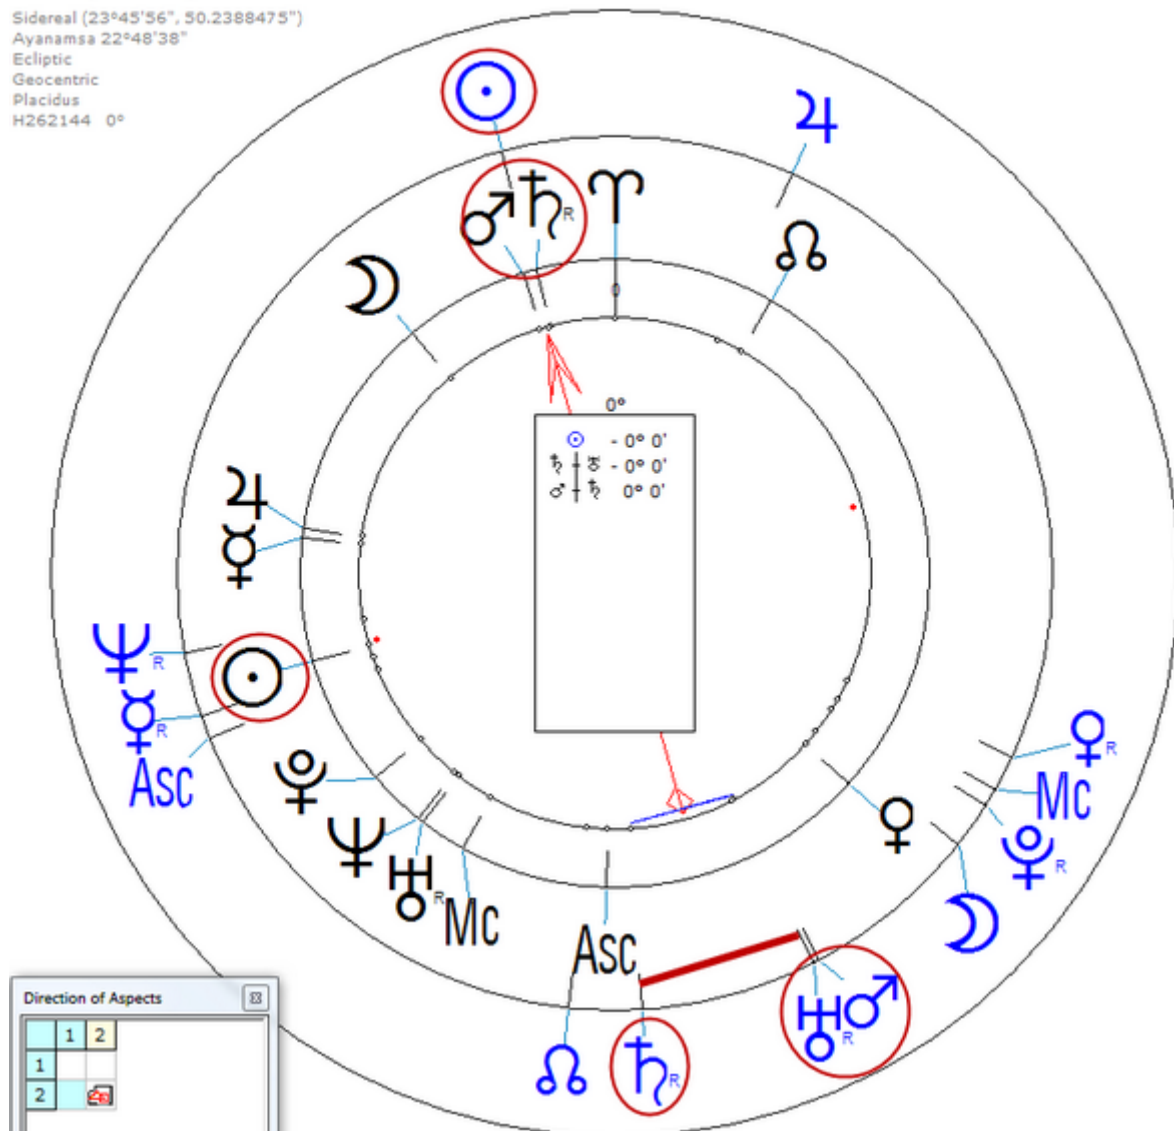 Sidereal (23°45'56", 50.2388475")
Ayanamsa 22°48'38"
Ecliptic
Geocentric
Placidus
H262144 0°
☉
♃
♂ ♄R ♈
☊
☽
0
0°
☉ - 0° 0'
♄ ┼ ♅ - 0° 0'
♂ ┼ ♄ 0° 0'
♃
☿
♆R
☉
☿R
Asc
♀R
Mc
♇
♀
♇R
♆
♅R
Mc
☽
Asc
♅R ♂
☊
♄R
Direction of Aspects
1 2
1
2